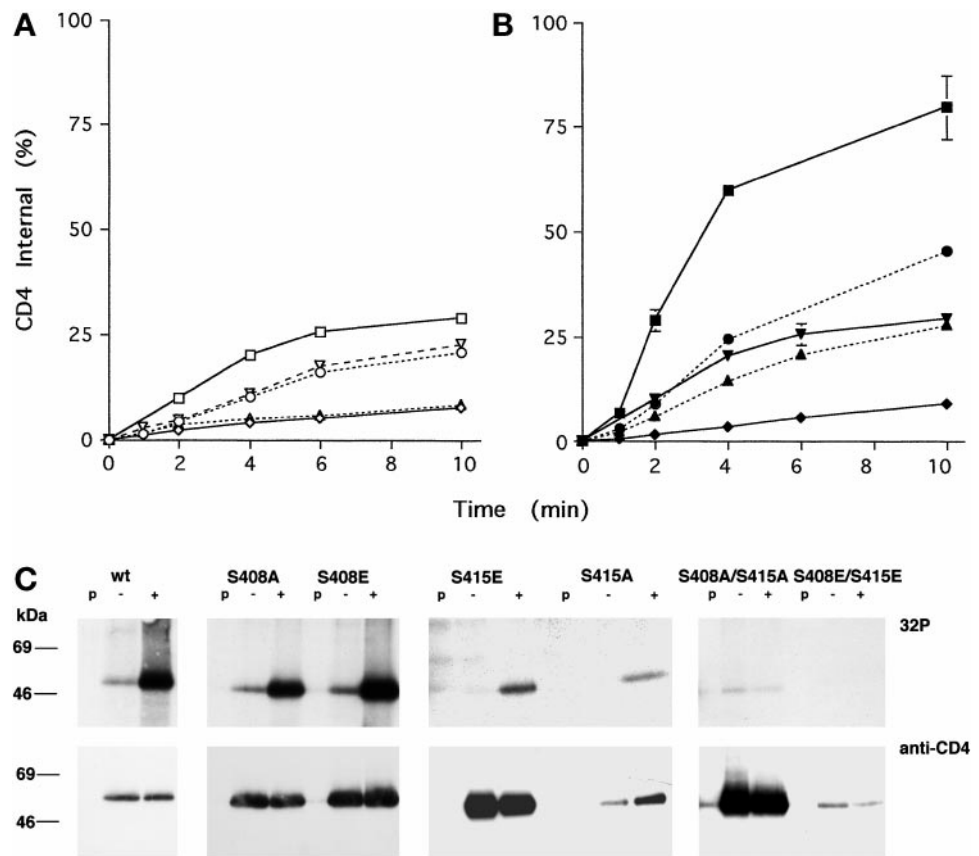 A
B
100
75
50
25
0
100
75
50
25
0
CD4 Internal (%)
0 2 4 6 8 10
0 2 4 6 8 10
Time (min)
C
wt
S408A S408E
S415E S415A
S408A/S415A S408E/S415E
p - +
p - + p - +
p - + p - +
p - + p - +
kDa
69
46
32P
69
46
anti-CD4